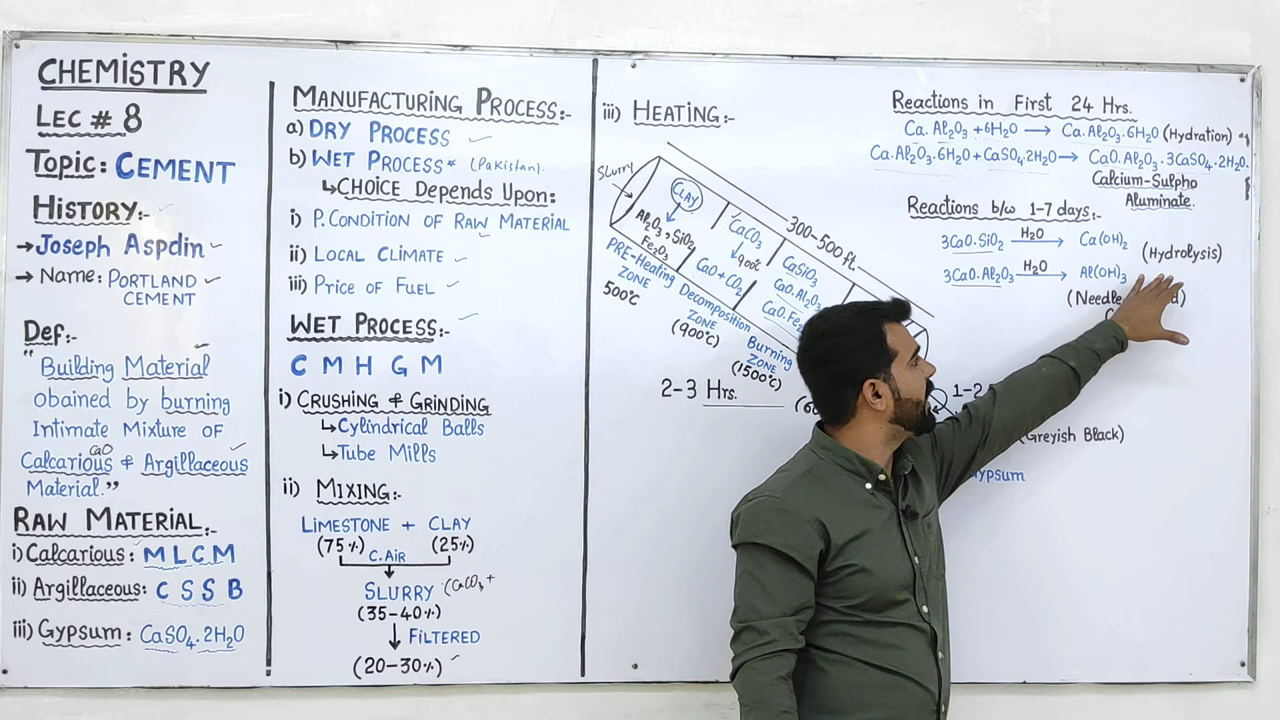 CHEMISTRY
LEC # 8
Topic: CEMENT
HISTORY:-
→ Joseph Aspdin
→ Name: PORTLAND
CEMENT
Def:-
"Building Material
obained by burning
Intimate Mixture OF
CaO
Calcarious & Argillaceous
Material."
RAW MATERIAL:-
i) Calcarious: M L C M
ii) Argillaceous: C S S B
iii) Gypsum: CaSO₄.2H₂O
MANUFACTURING PROCESS:-
a) DRY PROCESS
b) WET PROCESS* (Pakistan).
↳CHOICE Depends Upon:
i) P. CONDITION OF RAW MATERIAL
ii) LOCAL CLIMATE
iii) PRICE OF FUEL
WET PROCESS:-
C M H G M
i) CRUSHING & GRINDING
↳Cylindrical Balls
↳Tube Mills
ii) MIXING:-
LIMESTONE + CLAY
(75%) (25%)
C.AIR
SLURRY (CaCO₃ +
(35-40%)
FILTERED
(20-30%)
iii) HEATING:-
Slurry
300-500 ft.
CLAY
Al₂O₃, SiO₂
Fe₂O₃
PRE-Heating
ZONE
500°C
CaCO₃
900°C
CaO + CO₂
Decomposition
ZONE
(900°C)
CaSiO₃
CaO.Al₂O₃
CaO.Fe₂
Burning
ZONE
(1500°C)
2-3 Hrs.
1-2
(Greyish Black)
Reactions in First 24 Hrs.
Ca.Al₂O₃ + 6H₂O → Ca.Al₂O₃.6H₂O (Hydration)
Ca.Al₂O₃.6H₂O + CaSO₄.2H₂O → CaO.Al₂O₃.3CaSO₄.2H₂O.
Calcium-Sulpho
Aluminate.
Reactions b/w 1-7 days:-
3CaO.SiO₂ H₂O → Ca(OH)₂
(Hydrolysis)
3CaO.Al₂O₃ H₂O → Al(OH)₃